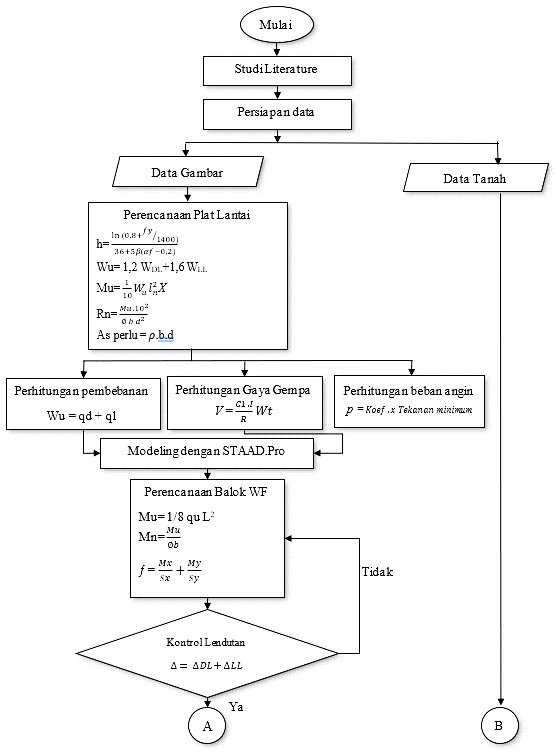 Mulai
Studi Literature
Persiapan data
Data Gambar
Data Tanah
Perencanaan Plat Lantai
h= ln (0,8+fy/1400) / 36+5β(αf−0,2)
Wu= 1,2 WDL+1,6 WLL
Mu= 1/10 Wu ln² X
Rn= Mu.10² / Ø b d²
As perlu = ρ.b.d
Perhitungan pembebanan
Wu = qd + ql
Perhitungan Gaya Gempa
V = C1.I / R Wt
Perhitungan beban angin
p = Koef .x Tekanan minimum
Modeling dengan STAAD.Pro
Perencanaan Balok WF
Mu= 1/8 qu L²
Mn= Mu / Øb
f = Mx / Sx + My / Sy
Tidak
Kontrol Lendutan
Δ = ΔDL + ΔLL
Ya
A
B